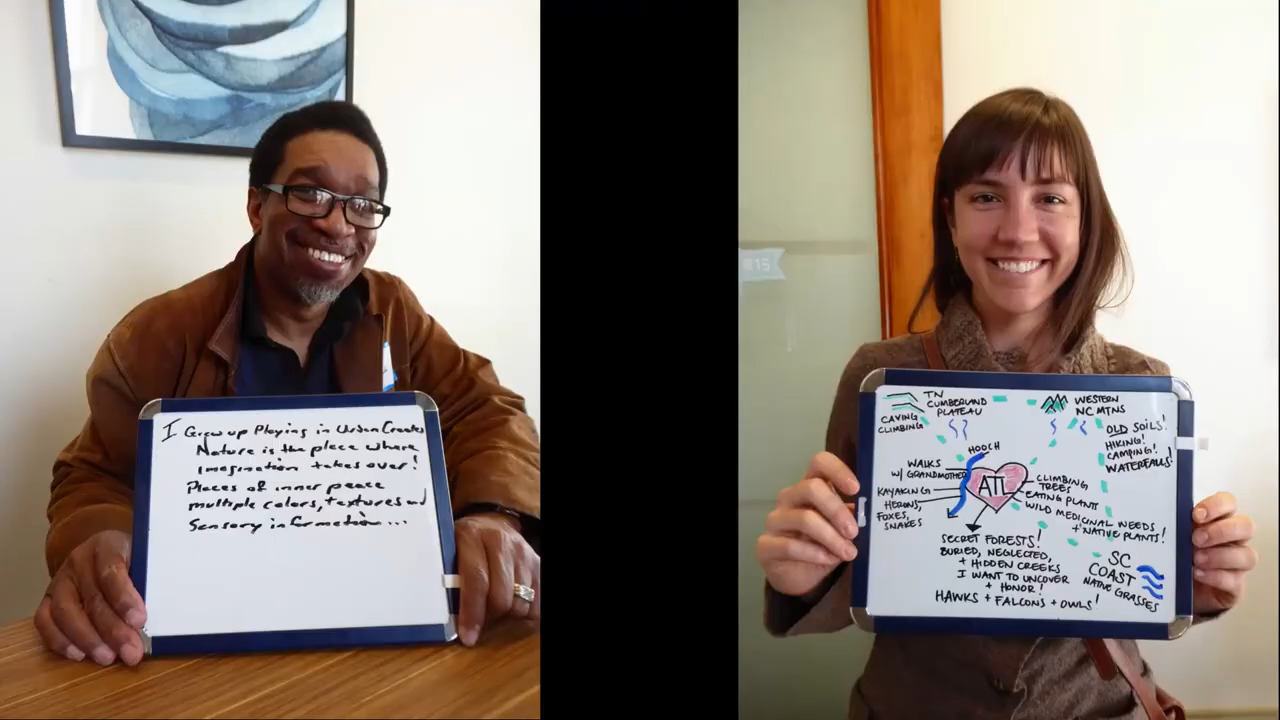 I Grew up Playing in Urban Creeks
Nature is the place where
imagination takes over!
Places of inner peace
multiple colors, textures and
Sensory information...
#15
TN
CUMBERLAND
PLATEAU
CAVING
CLIMBING
WESTERN
NC MTNS
OLD SOILS!
HIKING!
CAMPING!
WATERFALLS!
HOOCH
WALKS
W/ GRANDMOTHER
KAYAKING
HERONS,
FOXES,
SNAKES
ATL
CLIMBING
TREES
EATING PLANTS
WILD MEDICINAL WEEDS
+ NATIVE PLANTS!
SECRET FORESTS!
BURIED, NEGLECTED,
+ HIDDEN CREEKS
I WANT TO UNCOVER
+ HONOR!
HAWKS + FALCONS + OWLS!
SC
COAST
NATIVE GRASSES